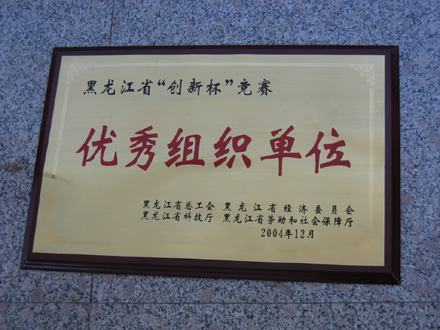 黑龙江省“创新杯”竞赛
优秀组织单位
黑龙江省总工会 黑龙江省经济委员会
黑龙江省科技厅 黑龙江省劳动和社会保障厅
2004年12月